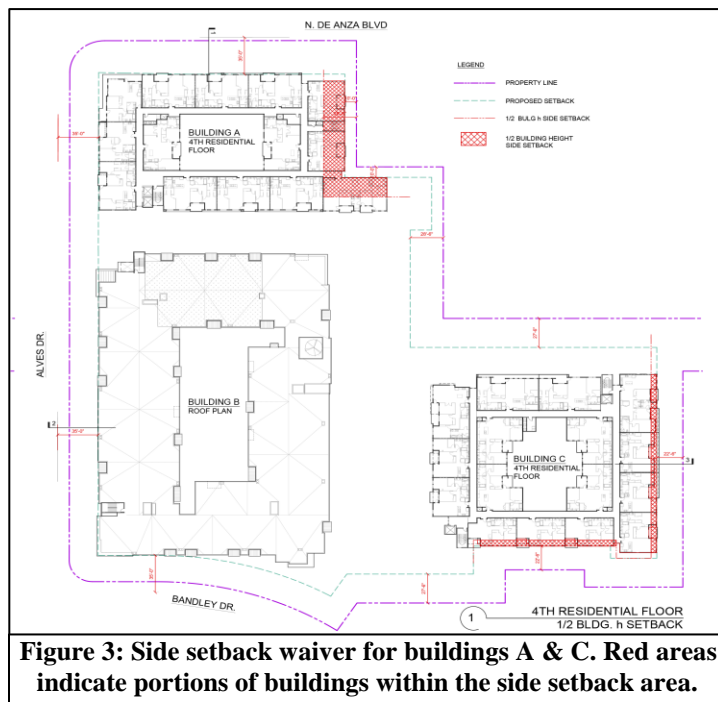 N. DE ANZA BLVD
LEGEND
PROPERTY LINE
PROPOSED SETBACK
1/2 BULG h SIDE SETBACK
1/2 BUILDING HEIGHT
SIDE SETBACK
BUILDING A
4TH RESIDENTIAL
FLOOR
ALVES DR.
BUILDING B
ROOF PLAN
BUILDING C
4TH RESIDENTIAL
FLOOR
2
3
BANDLEY DR.
1
4TH RESIDENTIAL FLOOR
1/2 BLDG. h SETBACK
Figure 3: Side setback waiver for buildings A & C. Red areas
indicate portions of buildings within the side setback area.